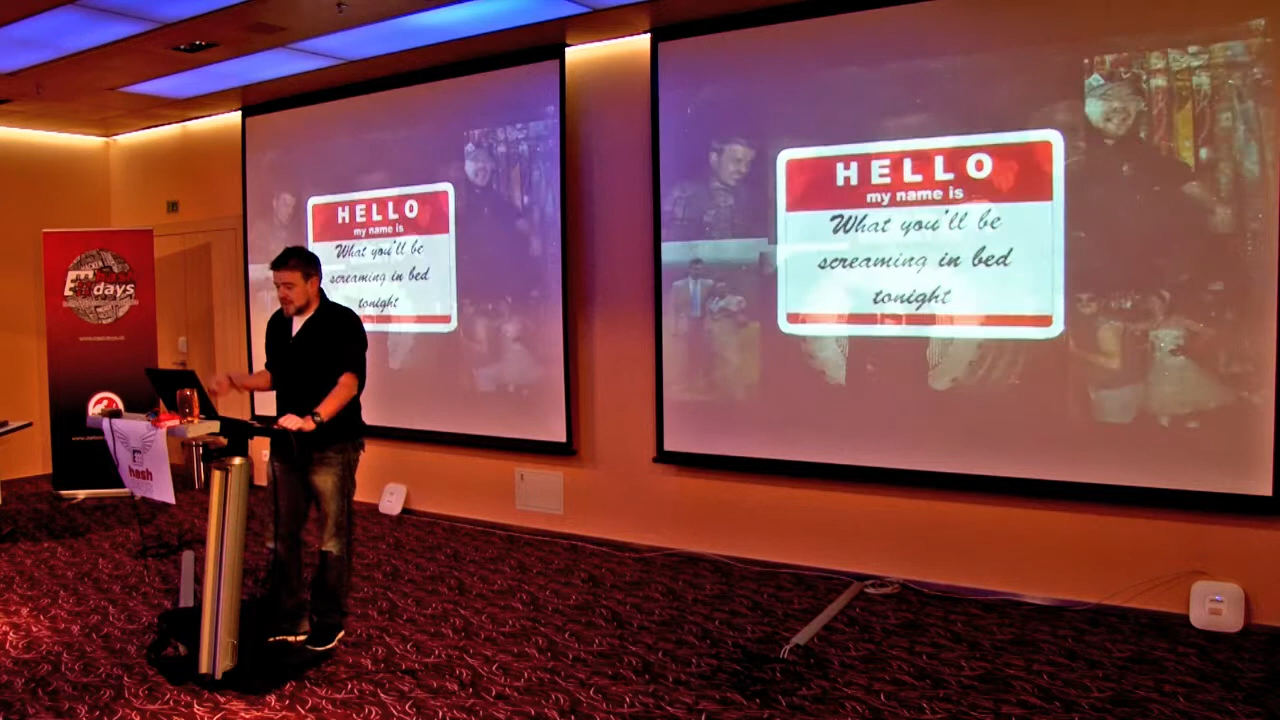 HELLO
my name is
What you'll be
screaming in bed
tonight
HELLO
my name is
What you'll be
screaming in bed
tonight
days
hash